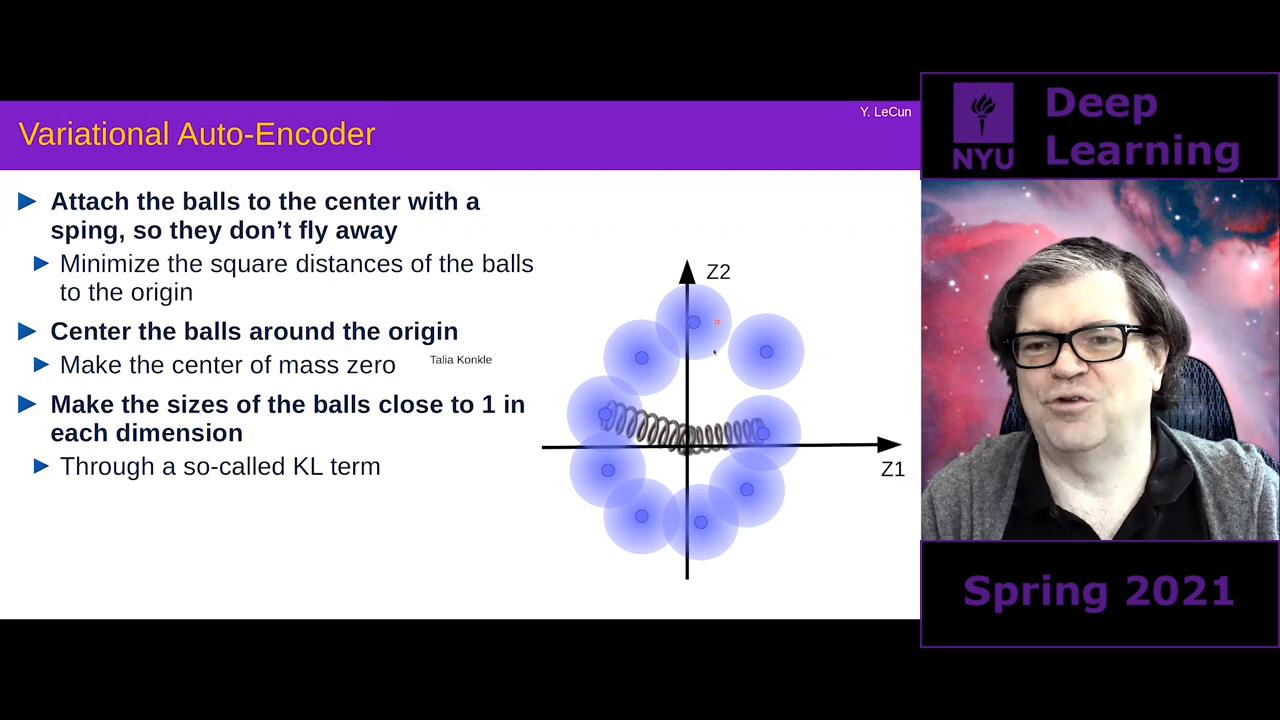 Y. LeCun
Variational Auto-Encoder
Attach the balls to the center with a
sping, so they don't fly away
Minimize the square distances of the balls
to the origin
Center the balls around the origin
Make the center of mass zero
Talia Konkle
Make the sizes of the balls close to 1 in
each dimension
Through a so-called KL term
Z2
Z1
NYU
Deep
Learning
Spring 2021